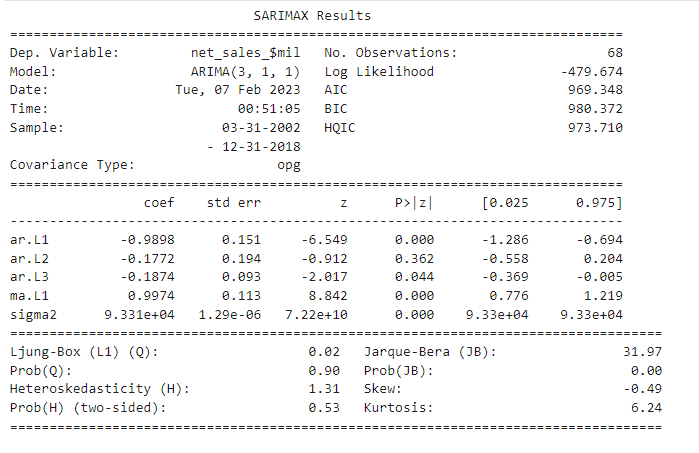 SARIMAX Results
==============================================================================
Dep. Variable: net_sales_$mil No. Observations: 68
Model: ARIMA(3, 1, 1) Log Likelihood -479.674
Date: Tue, 07 Feb 2023 AIC 969.348
Time: 00:51:05 BIC 980.372
Sample: 03-31-2002 HQIC 973.710
- 12-31-2018
Covariance Type: opg
==============================================================================
coef std err z P>|z| [0.025 0.975]
------------------------------------------------------------------------------
ar.L1 -0.9898 0.151 -6.549 0.000 -1.286 -0.694
ar.L2 -0.1772 0.194 -0.912 0.362 -0.558 0.204
ar.L3 -0.1874 0.093 -2.017 0.044 -0.369 -0.005
ma.L1 0.9974 0.113 8.842 0.000 0.776 1.219
sigma2 9.331e+04 1.29e-06 7.22e+10 0.000 9.33e+04 9.33e+04
===================================================================================
Ljung-Box (L1) (Q): 0.02 Jarque-Bera (JB): 31.97
Prob(Q): 0.90 Prob(JB): 0.00
Heteroskedasticity (H): 1.31 Skew: -0.49
Prob(H) (two-sided): 0.53 Kurtosis: 6.24
===================================================================================